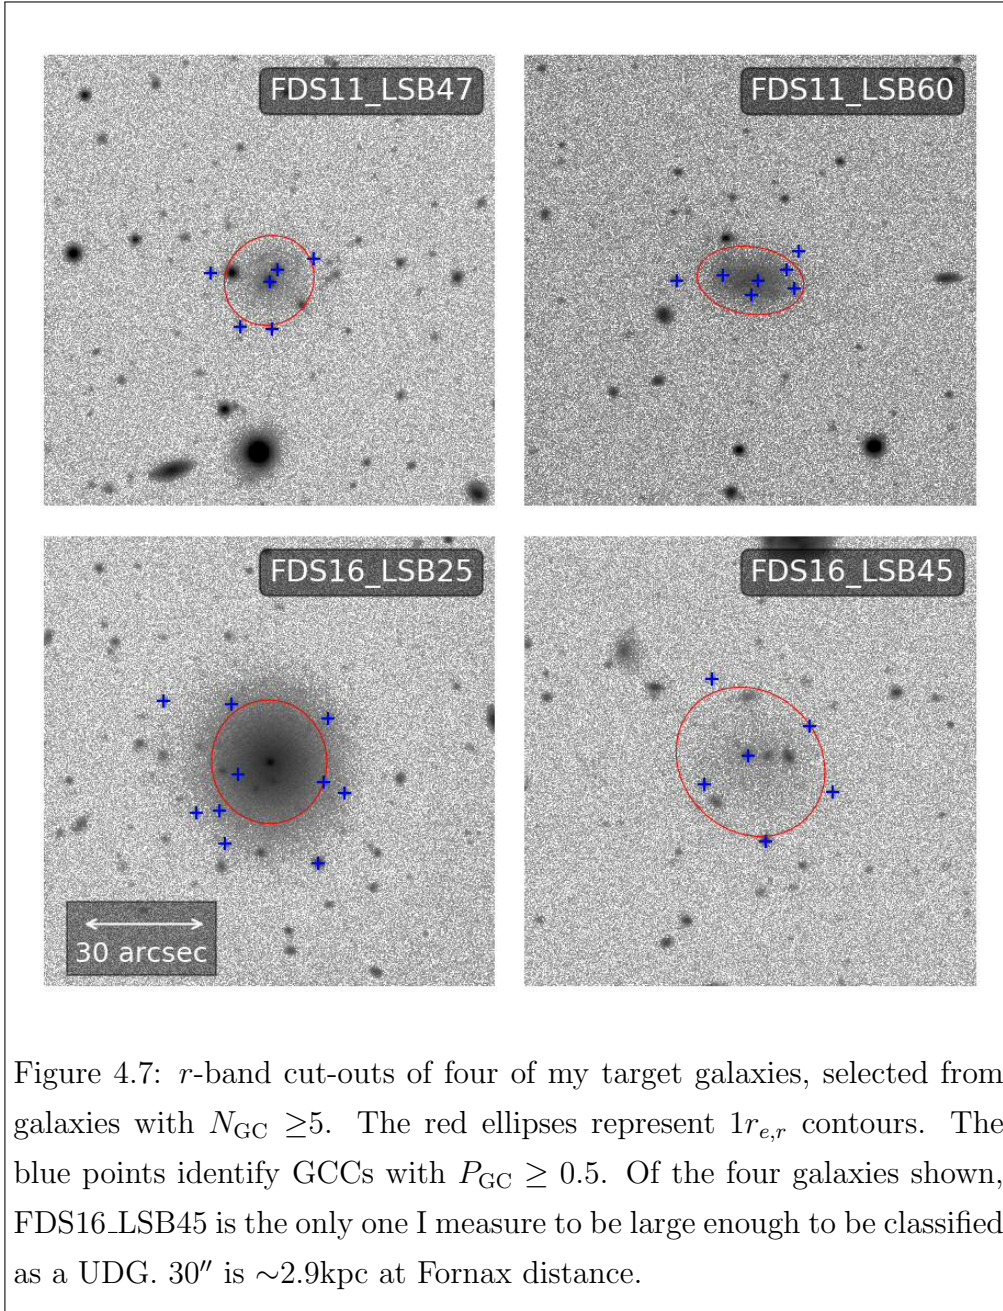 FDS11_LSB47
FDS11_LSB60
FDS16_LSB25
FDS16_LSB45
30 arcsec
Figure 4.7: r-band cut-outs of four of my target galaxies, selected from
galaxies with N_GC ≥5. The red ellipses represent 1r_e,r contours. The
blue points identify GCCs with P_GC ≥ 0.5. Of the four galaxies shown,
FDS16_LSB45 is the only one I measure to be large enough to be classified
as a UDG. 30″ is ∼2.9kpc at Fornax distance.